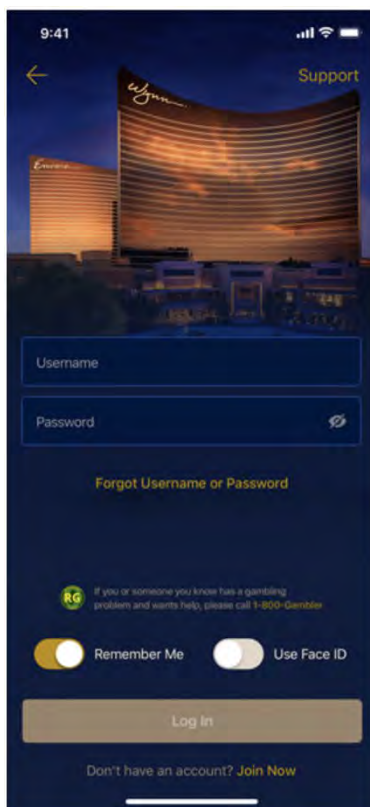 9:41
Support
Wynn
Encore
Username
Password
Forgot Username or Password
RG
If you or someone you know has a gambling
problem and wants help, please call 1-800-Gambler
Remember Me
Use Face ID
Log In
Don't have an account? Join Now